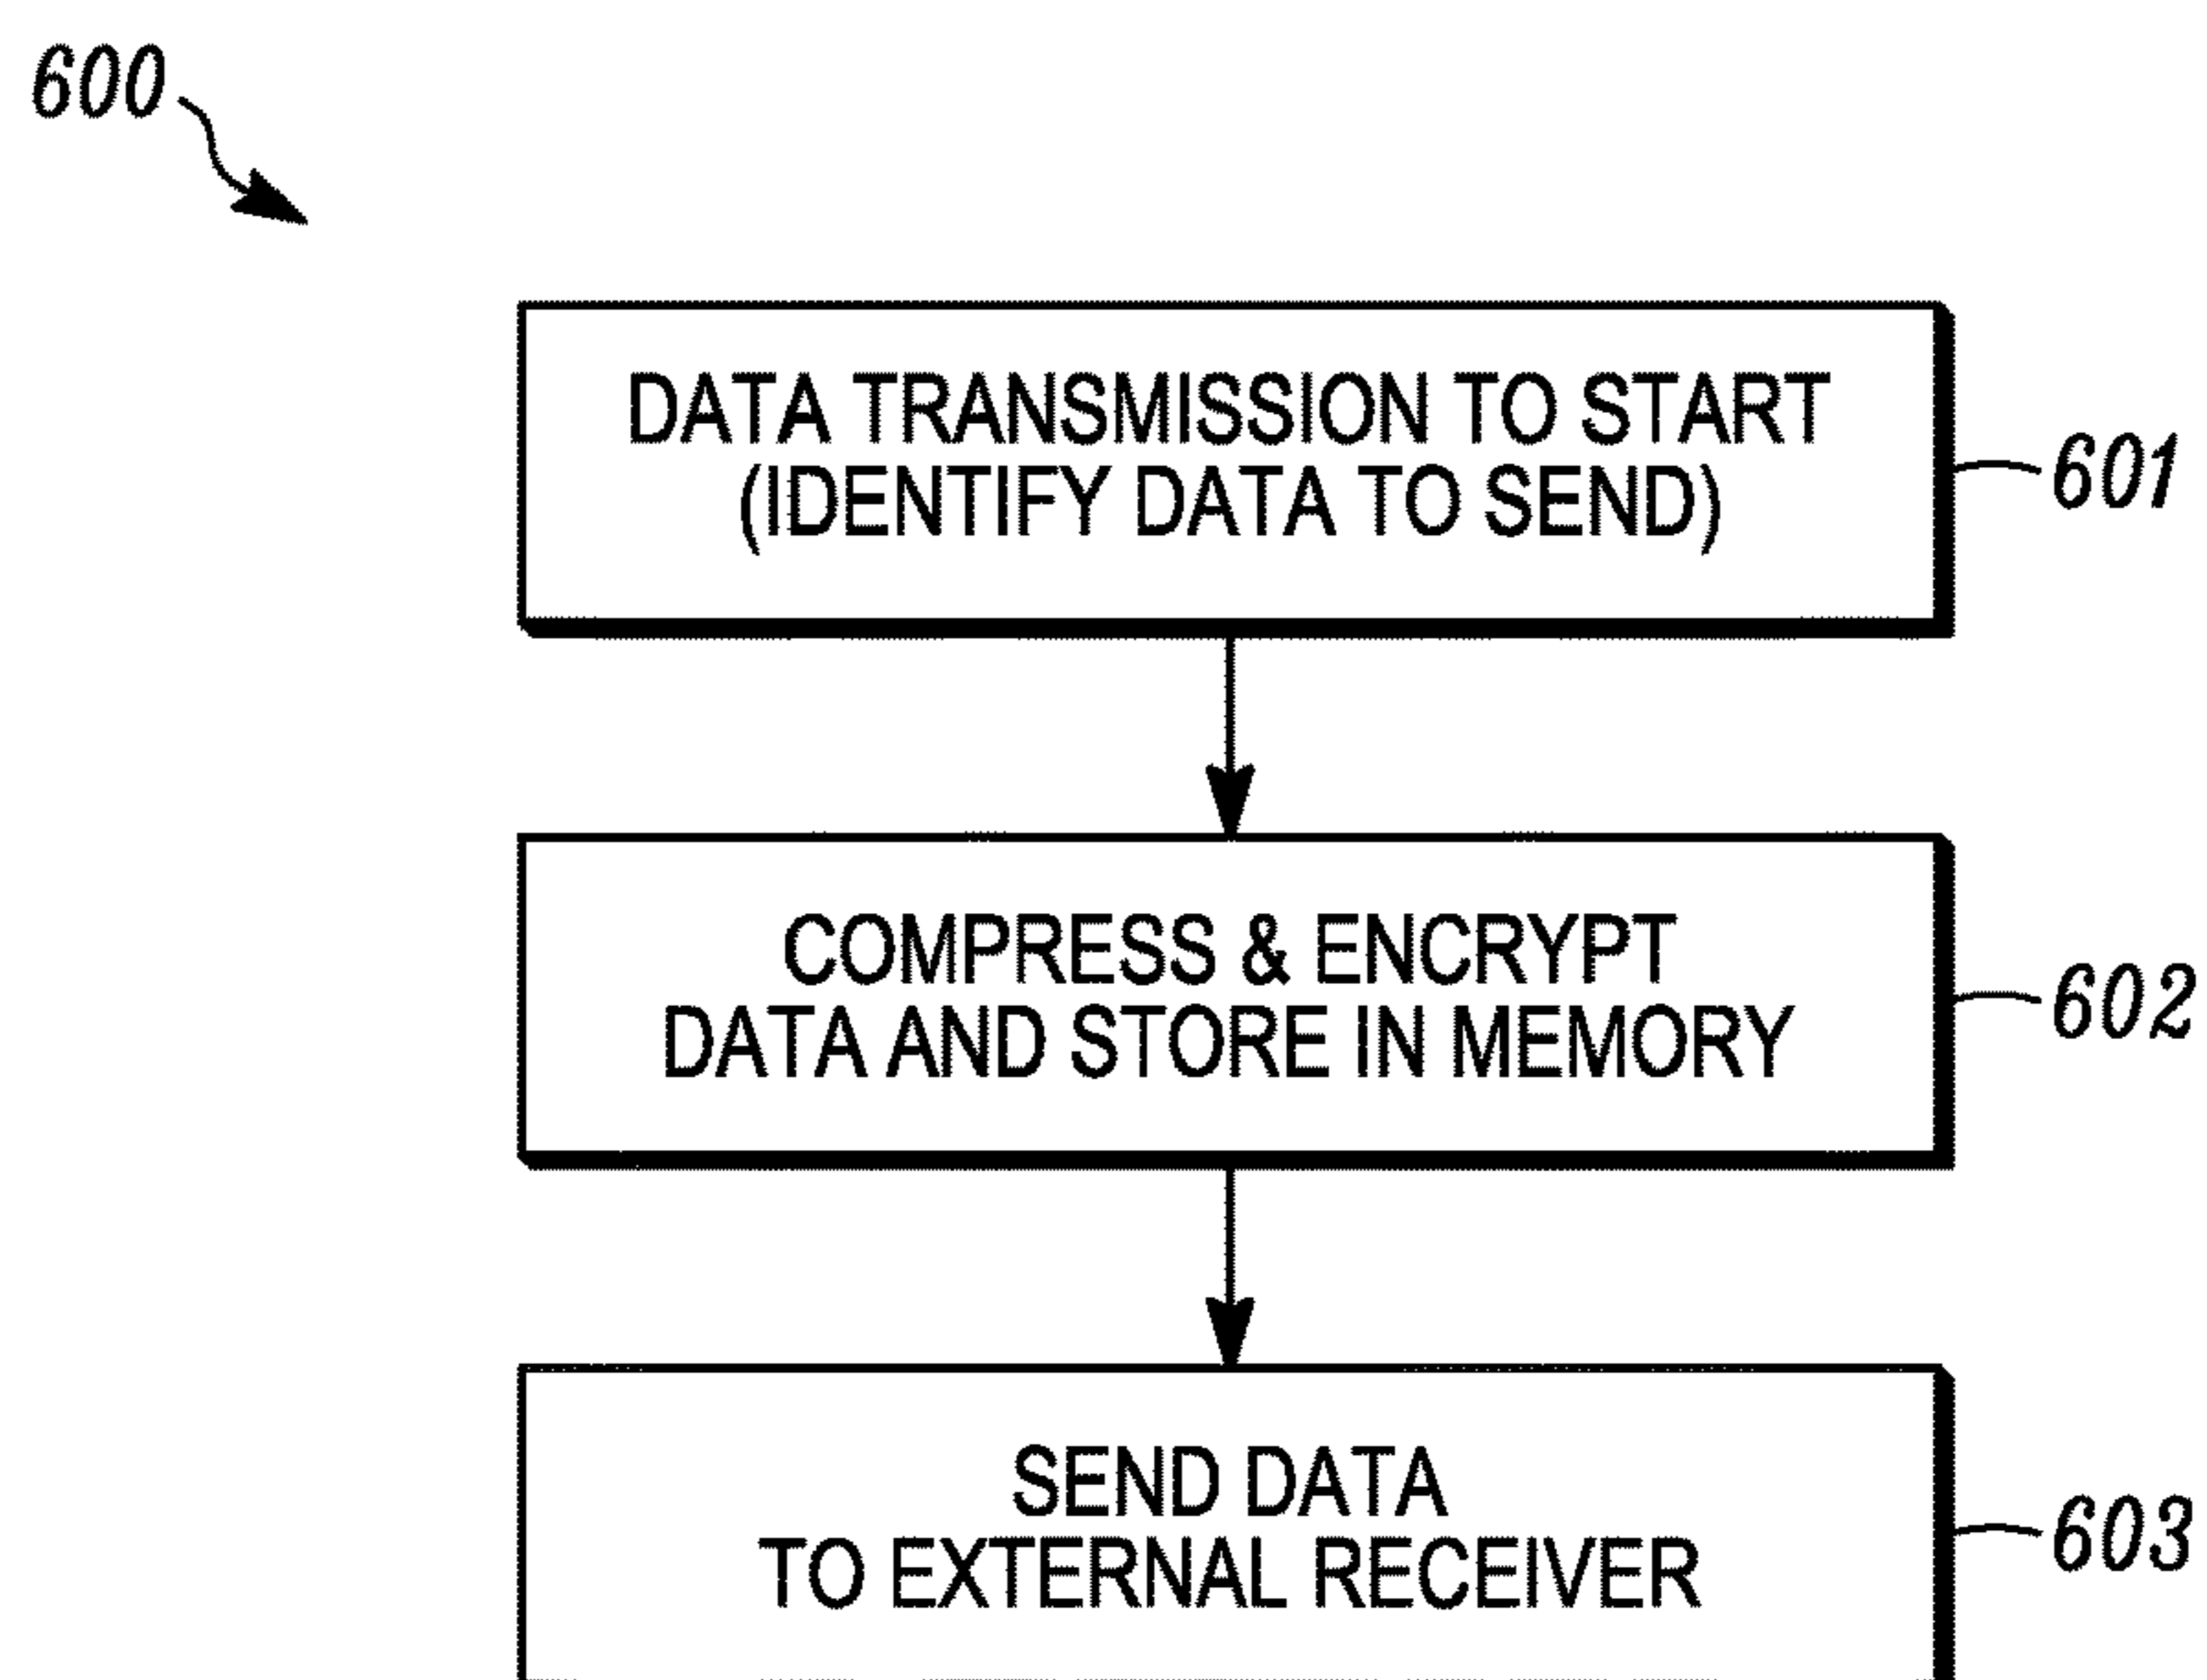 600
DATA TRANSMISSION TO START
(IDENTIFY DATA TO SEND)
601
COMPRESS & ENCRYPT
DATA AND STORE IN MEMORY
602
SEND DATA
TO EXTERNAL RECEIVER
603